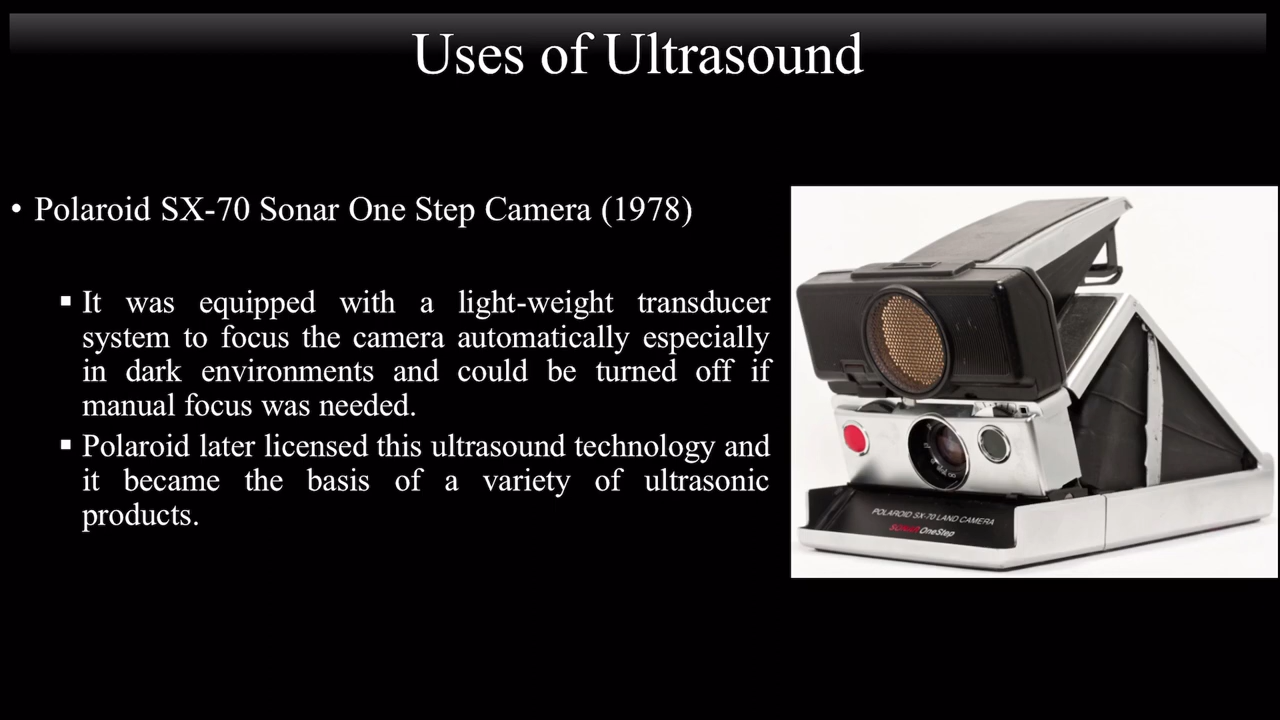 Uses of Ultrasound
• Polaroid SX-70 Sonar One Step Camera (1978)
▪ It was equipped with a light-weight transducer
system to focus the camera automatically especially
in dark environments and could be turned off if
manual focus was needed.
▪ Polaroid later licensed this ultrasound technology and
it became the basis of a variety of ultrasonic
products.
POLAROID SX-70 LAND CAMERA
SONAR OneStep